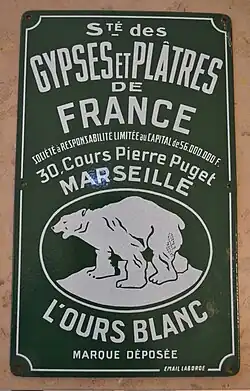 Sté des
GYPSES ET PLÂTRES
DE
FRANCE
SOCIÉTÉ à RESPONSABILITÉ LIMITÉE au CAPITAL de 56.000.000 F.
30, Cours Pierre Puget
MARSEILLE
L'OURS BLANC
MARQUE DÉPOSÉE
EMAIL LABORDE